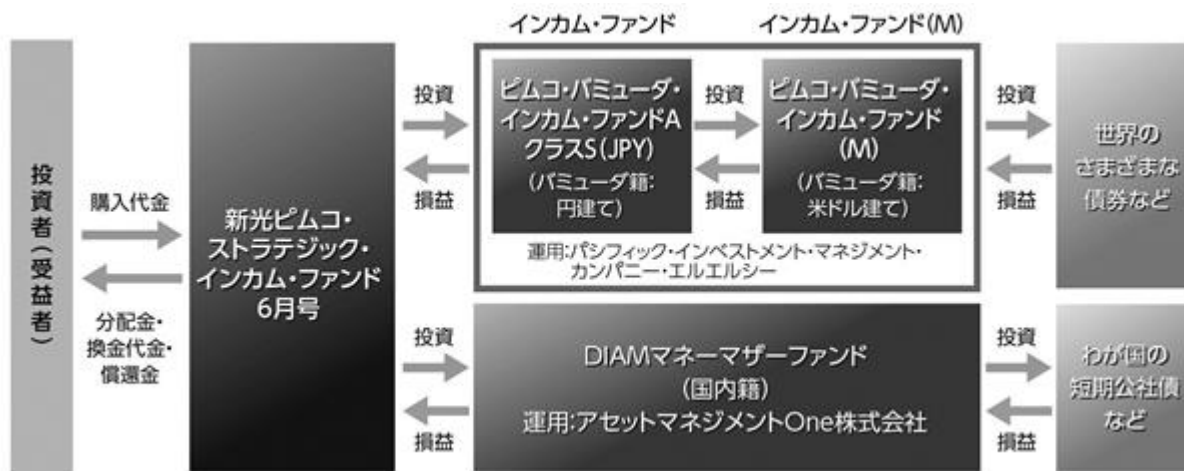 インカム・ファンド
インカム・ファンド(M)
投資者(受益者)
購入代金
分配金・
換金代金・
償還金
新光ピムコ・
ストラテジック・
インカム・ファンド
6月号
投資
損益
ピムコ・バミューダ・
インカム・ファンドA
クラスS(JPY)
(バミューダ籍:
円建て)
投資
損益
ピムコ・バミューダ・
インカム・ファンド
(M)
(バミューダ籍:
米ドル建て)
運用:パシフィック・インベストメント・マネジメント・
カンパニー・エルエルシー
投資
損益
世界の
さまざまな
債券など
投資
損益
DIAMマネーマザーファンド
(国内籍)
運用:アセットマネジメントOne株式会社
投資
損益
わが国の
短期公社債
など